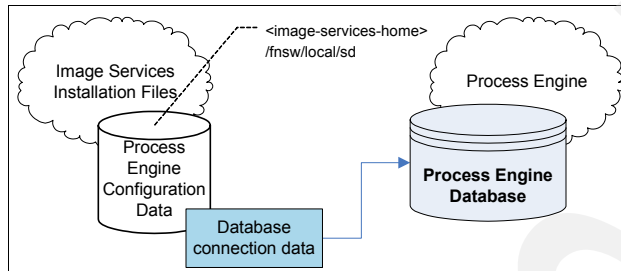 <image-services-home>
/fnsw/local/sd
Image Services
Installation Files
Process
Engine
Configuration
Data
Database
connection data
Process Engine
Process Engine
Database